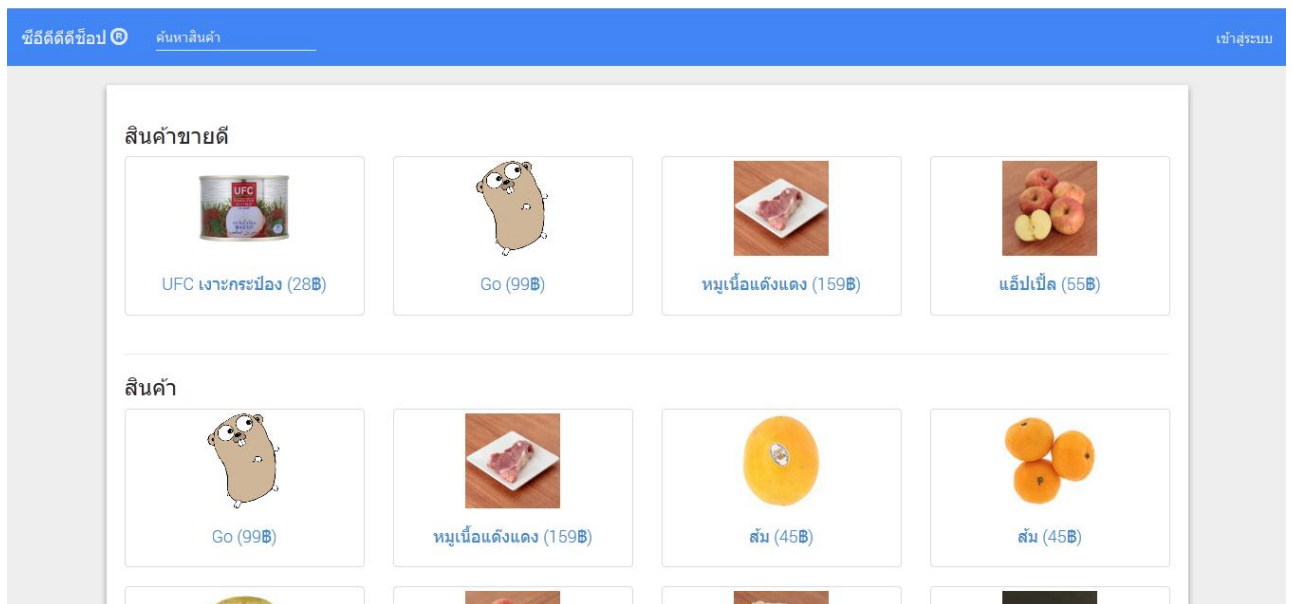 ซีอีดีดีดีช็อป ®
ค้นหาสินค้า
เข้าสู่ระบบ
สินค้าขายดี
UFC
UFC เงาะกระป๋อง (28฿)
Go (99฿)
หมูเนื้อแด๊งแดง (159฿)
แอ็ปเปิ้ล (55฿)
สินค้า
Go (99฿)
หมูเนื้อแด๊งแดง (159฿)
ส้ม (45฿)
ส้ม (45฿)